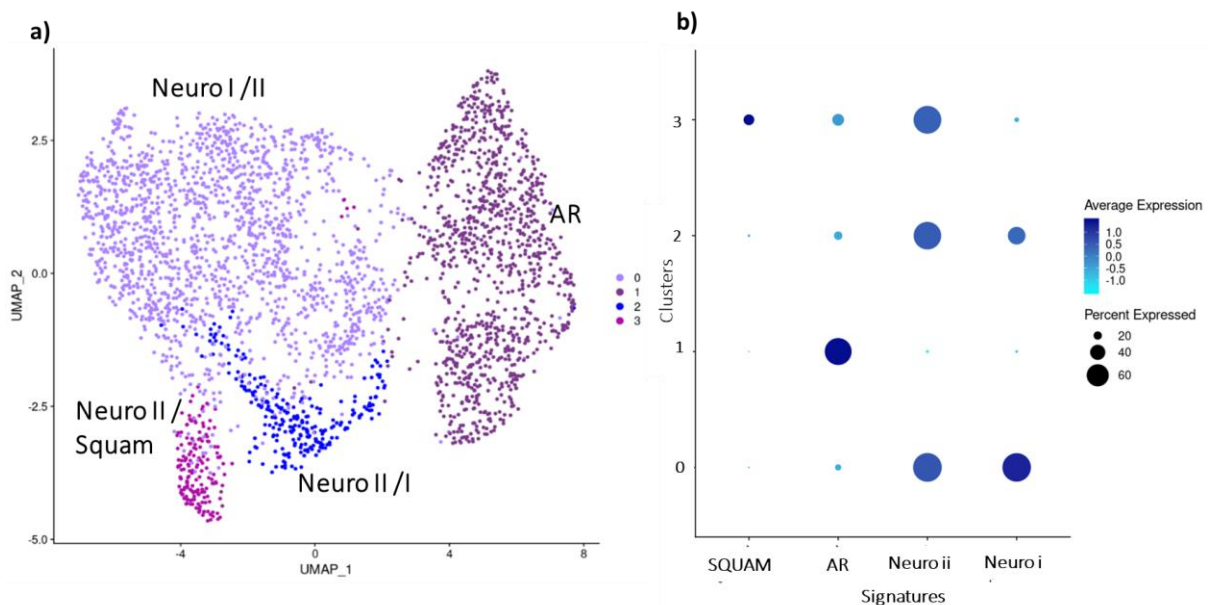 a)
Neuro I /II
AR
Neuro II /
Squam
Neuro II /I
2.5
0.0
-2.5
-5.0
UMAP_2
-4
0
4
8
UMAP_1
0
1
2
3
b)
3
2
1
0
Clusters
SQUAM
AR
Neuro ii
Neuro i
Signatures
Average Expression
1.0
0.5
0.0
-0.5
-1.0
Percent Expressed
20
40
60